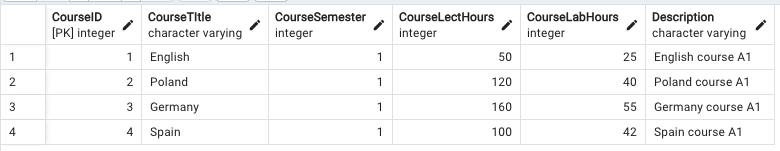 CourseID CourseTItle CourseSemester CourseLectHours CourseLabHours Description
[PK] integer character varying integer integer integer character varying
1 1 English 1 50 25 English course A1
2 2 Poland 1 120 40 Poland course A1
3 3 Germany 1 160 55 Germany course A1
4 4 Spain 1 100 42 Spain course A1